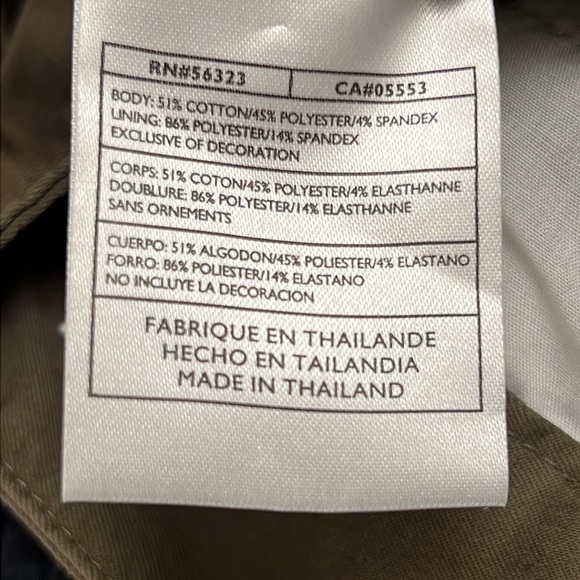 RN#56323
CA#05553
BODY: 51% COTTON/45% POLYESTER/4% SPANDEX
LINING: 86% POLYESTER/14% SPANDEX
EXCLUSIVE OF DECORATION
CORPS: 51% COTON/45% POLYESTER/4% ELASTHANNE
DOUBLURE: 86% POLYESTER/14% ELASTHANNE
SANS ORNEMENTS
CUERPO: 51% ALGODON/45% POLIESTER/4% ELASTANO
FORRO: 86% POLIESTER/14% ELASTANO
NO INCLUYE LA DECORACION
FABRIQUE EN THAILANDE
HECHO EN TAILANDIA
MADE IN THAILAND